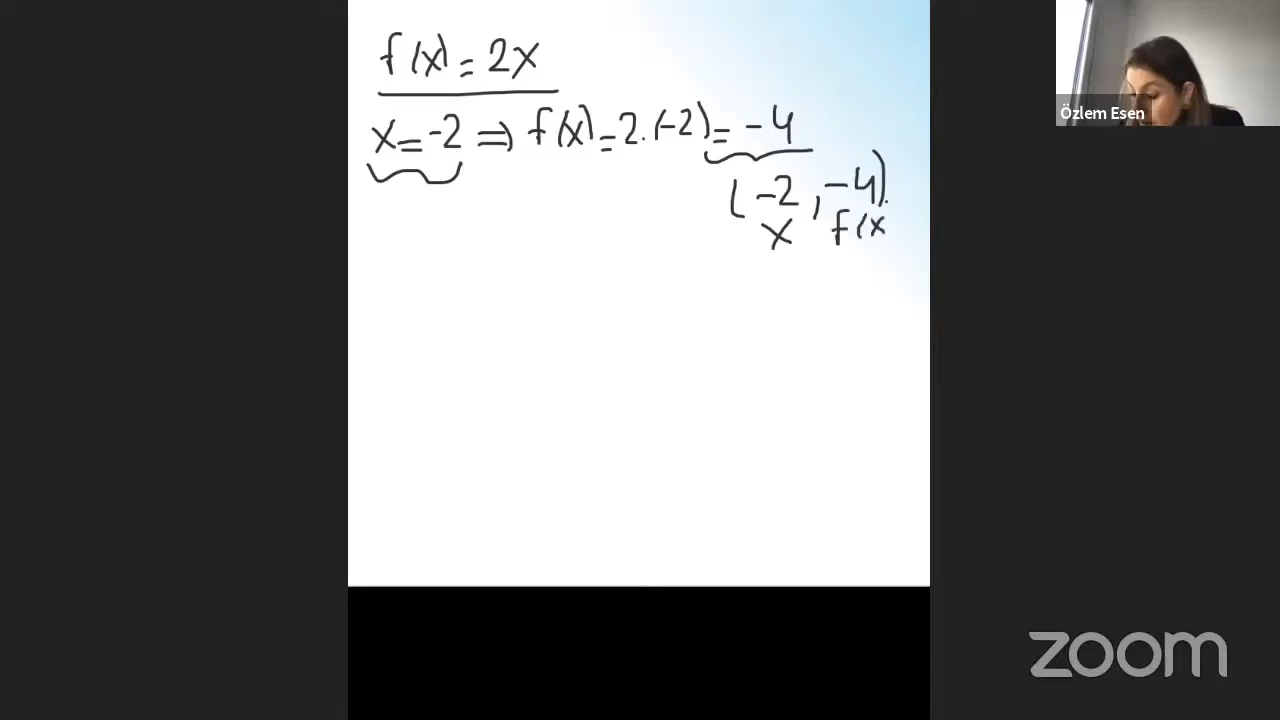 f(x) = 2x
x = -2 ⇒ f(x) = 2.(-2) = -4
(-2, -4).
x f(x
Özlem Esen
zoom